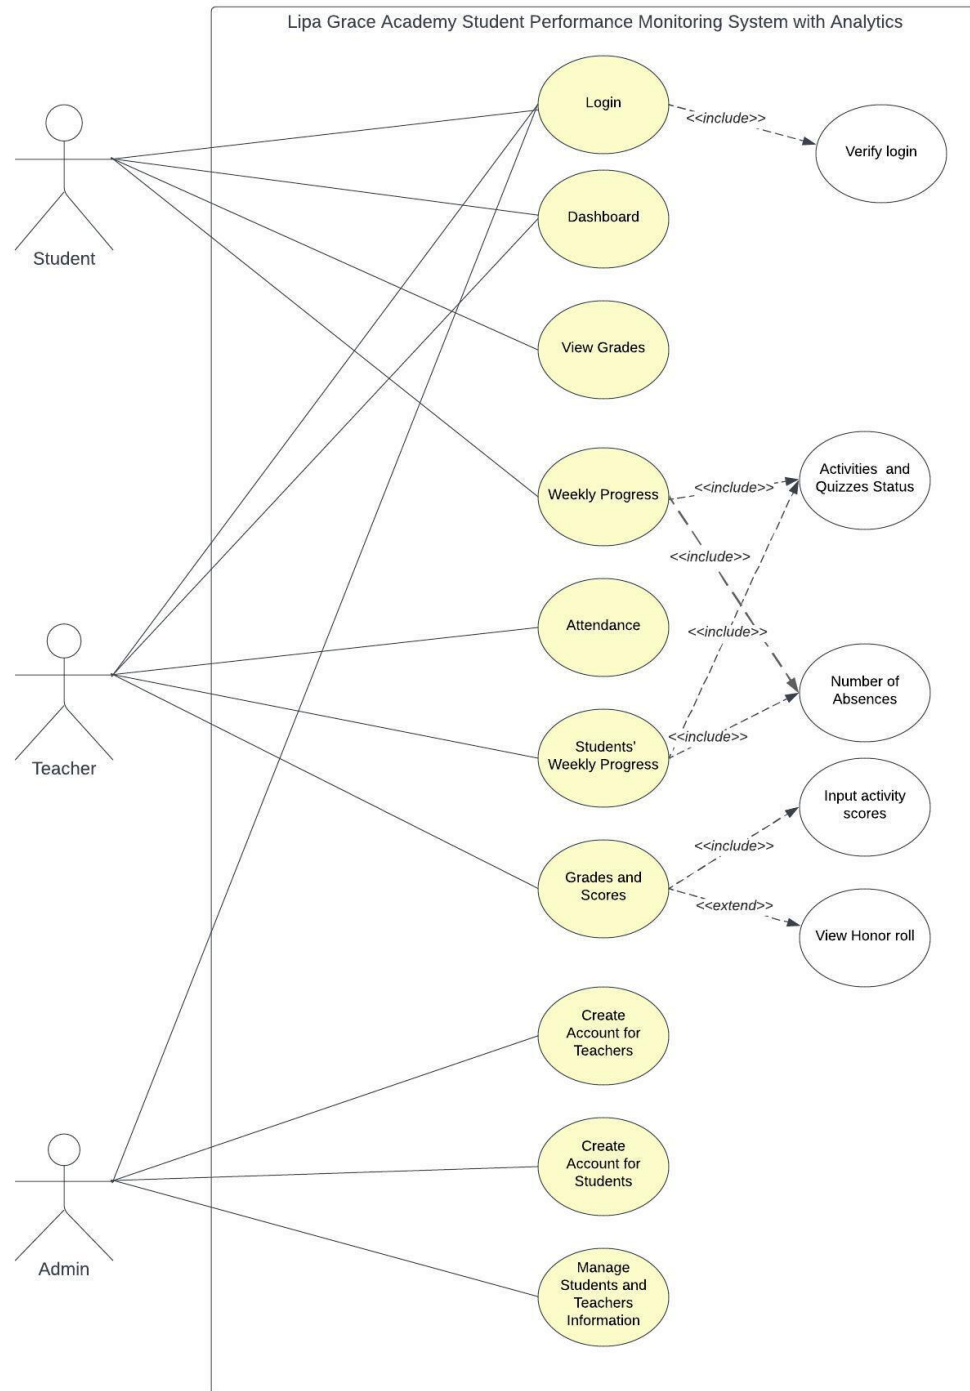 Lipa Grace Academy Student Performance Monitoring System with Analytics
Login
<<include>>
Verify login
Dashboard
Student
View Grades
Weekly Progress
<<include>>
Activities and
Quizzes Status
<<include>>
Attendance
<<include>>
Number of
Absences
Teacher
Students'
Weekly Progress
<<include>>
Input activity
scores
<<include>>
Grades and
Scores
<<extend>>
View Honor roll
Create
Account for
Teachers
Create
Account for
Students
Admin
Manage
Students and
Teachers
Information